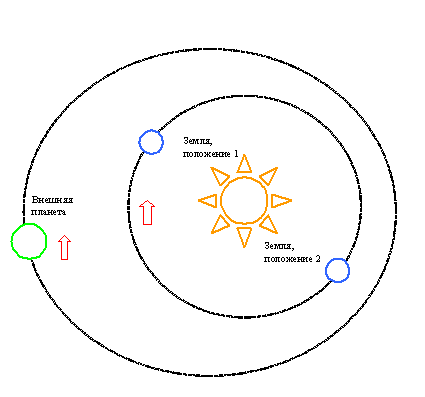 Земля,
положение 1
Внешняя
планета
Земля,
положение 2